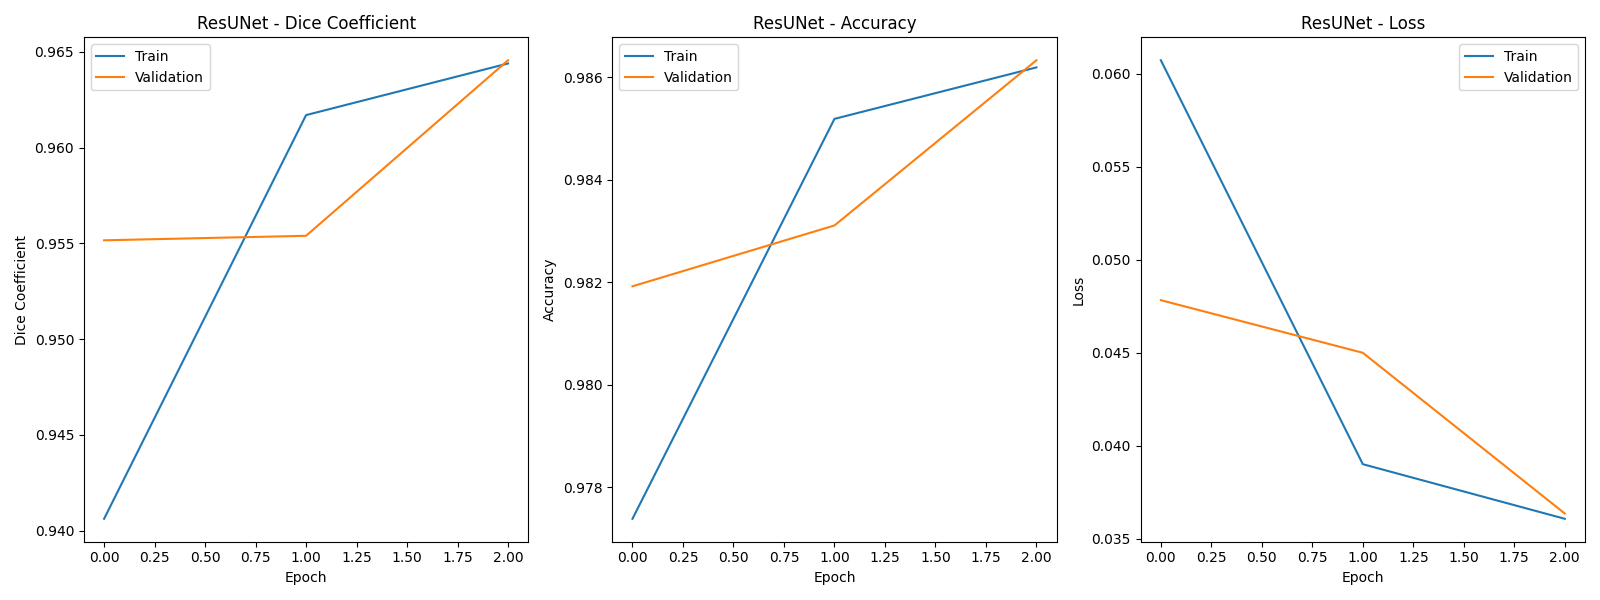 ResUNet - Dice Coefficient
Train
Validation
0.965
0.960
0.955
0.950
0.945
0.940
Dice Coefficient
0.00 0.25 0.50 0.75 1.00 1.25 1.50 1.75 2.00
Epoch
ResUNet - Accuracy
Train
Validation
0.986
0.984
0.982
0.980
0.978
Accuracy
0.00 0.25 0.50 0.75 1.00 1.25 1.50 1.75 2.00
Epoch
ResUNet - Loss
Train
Validation
0.060
0.055
0.050
0.045
0.040
0.035
Loss
0.00 0.25 0.50 0.75 1.00 1.25 1.50 1.75 2.00
Epoch